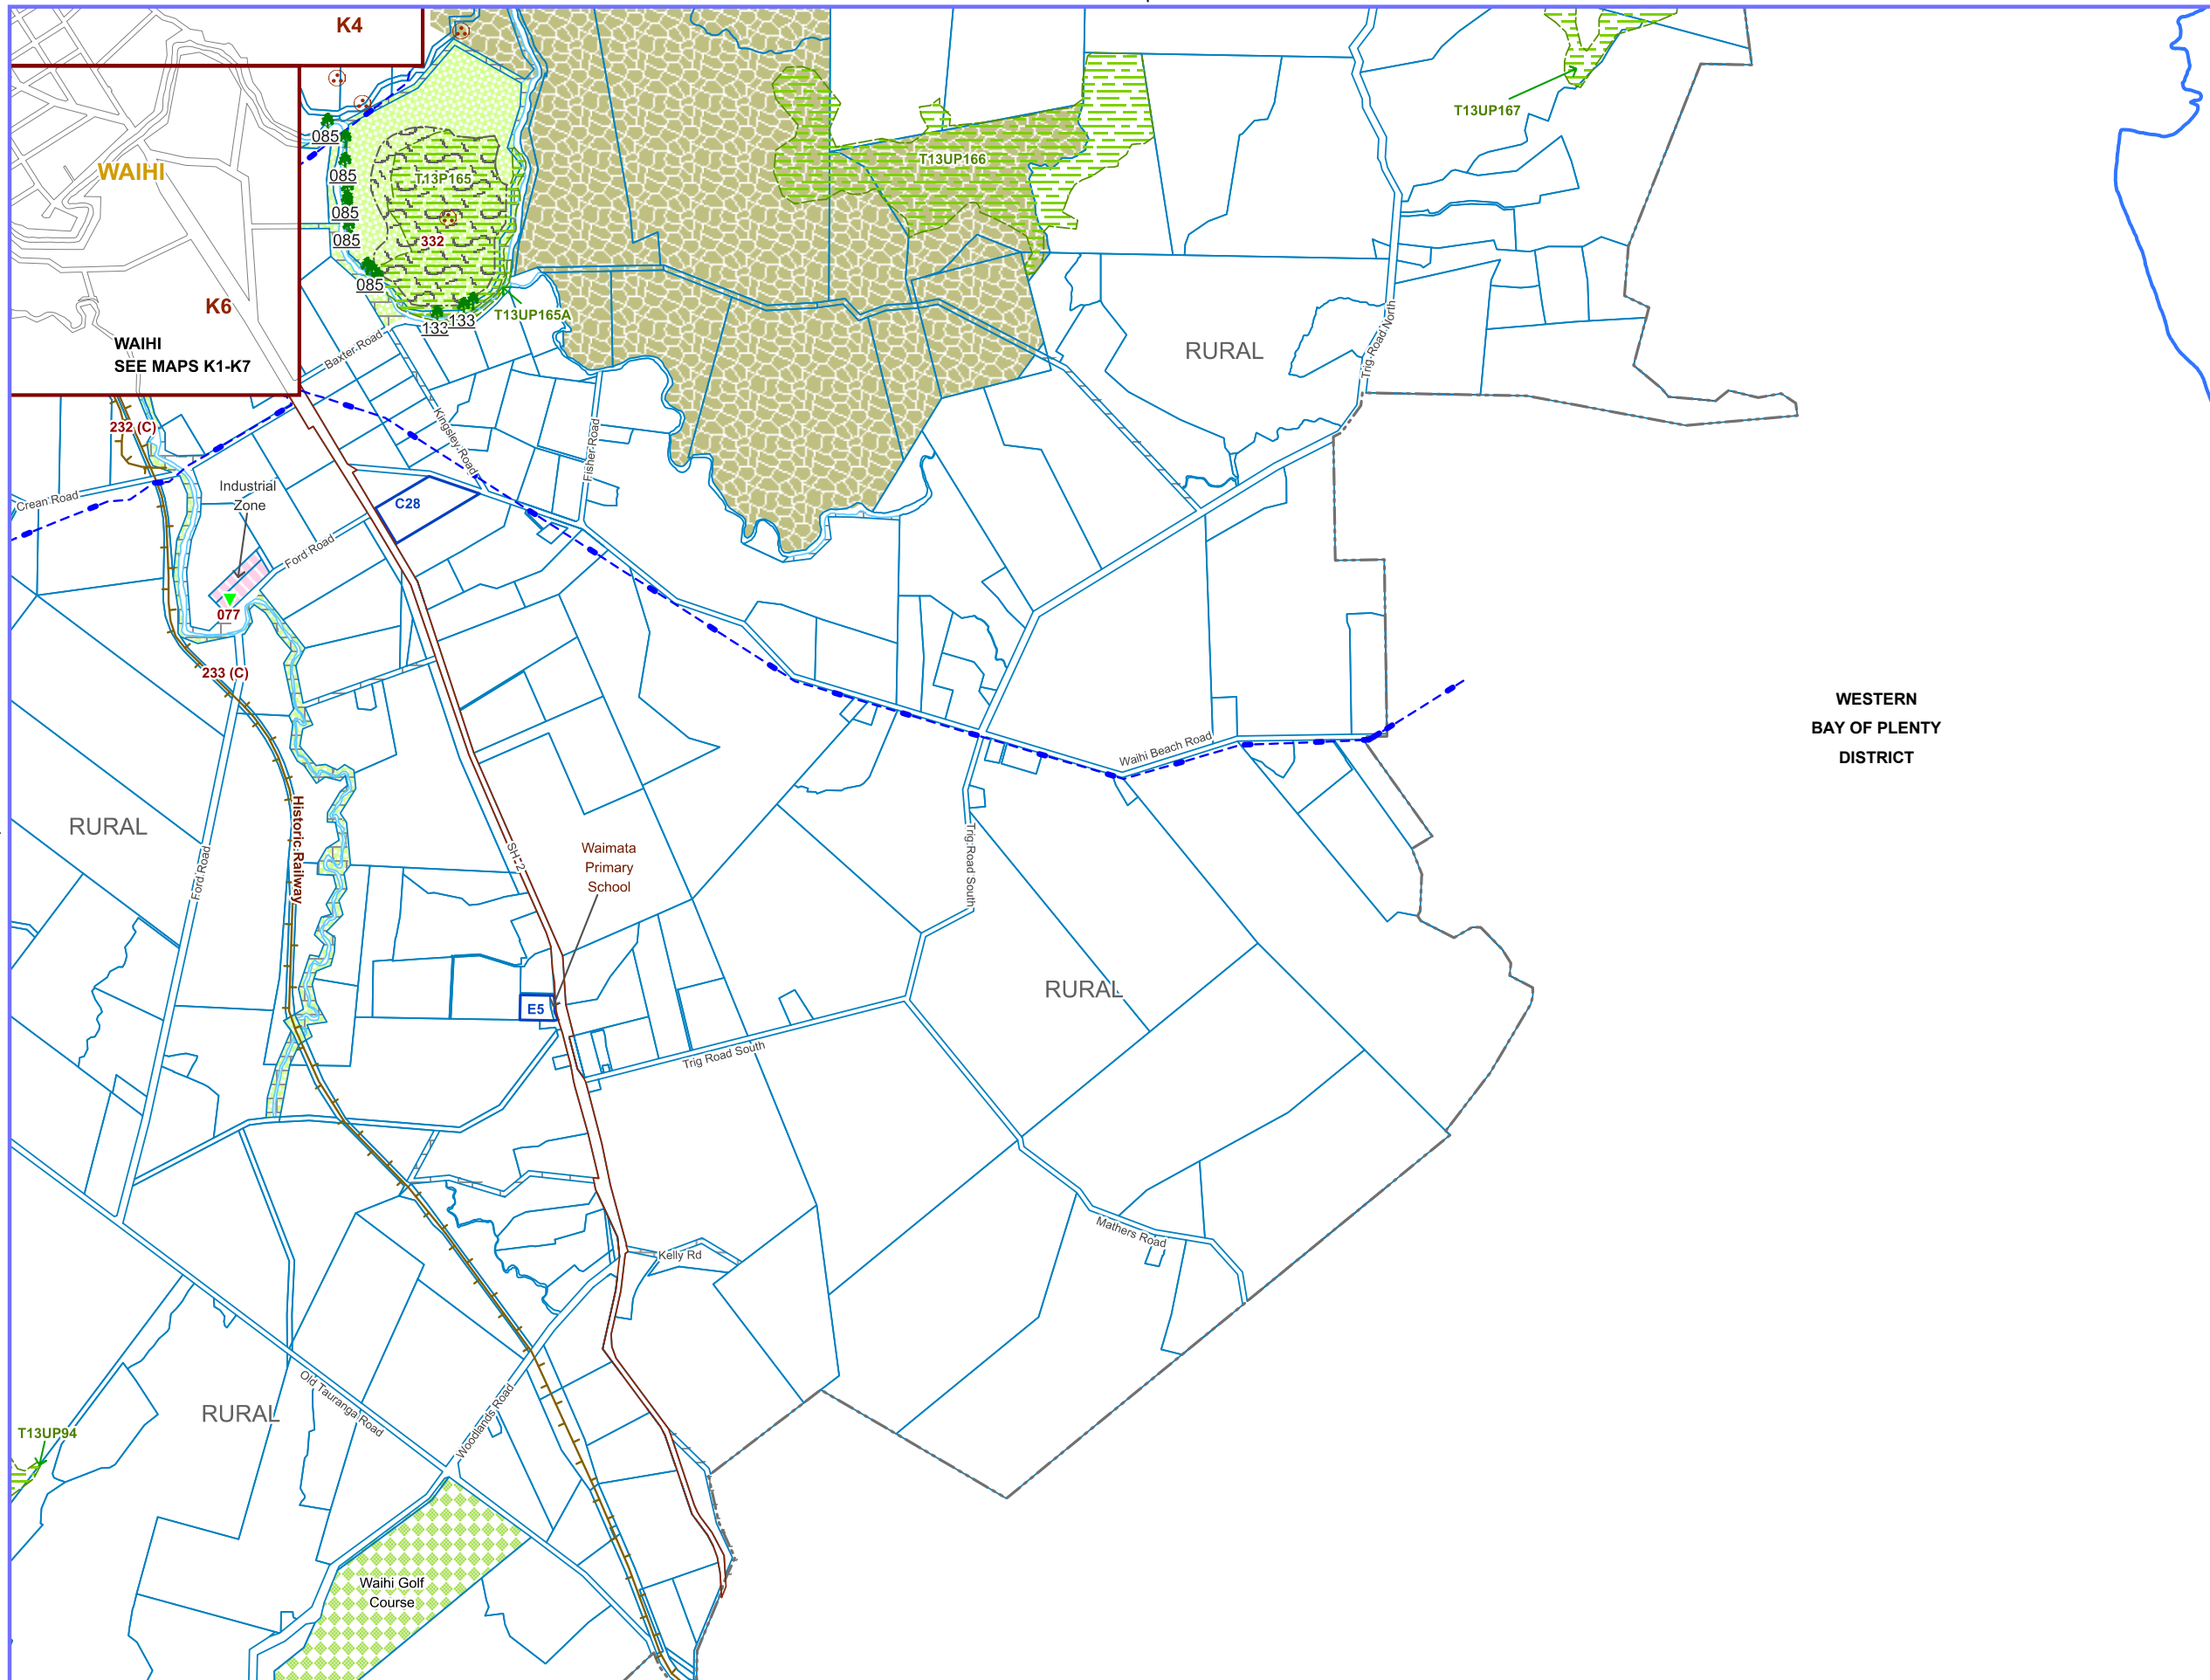 K4
T13UP167
085
T13UP166
WAIHI
085
T13P165
085
085
332
085
K6
T13UP165A
133
133
WAIHI
SEE MAPS K1-K7
Baxter Road
RURAL
Trig Road North
232 (C)
Kingsley Road
Fisher Road
Industrial
Zone
Crean Road
C28
Ford Road
077
233 (C)
WESTERN
BAY OF PLENTY
DISTRICT
Waihi Beach Road
RURAL
Historic Railway
Ford Road
SH 2
Waimata
Primary
School
Trig Road South
RURAL
E5
Trig Road South
Mathers Road
Kelly Rd
RURAL
Old Tauranga Road
Woodlands Road
T13UP94
Waihi Golf
Course